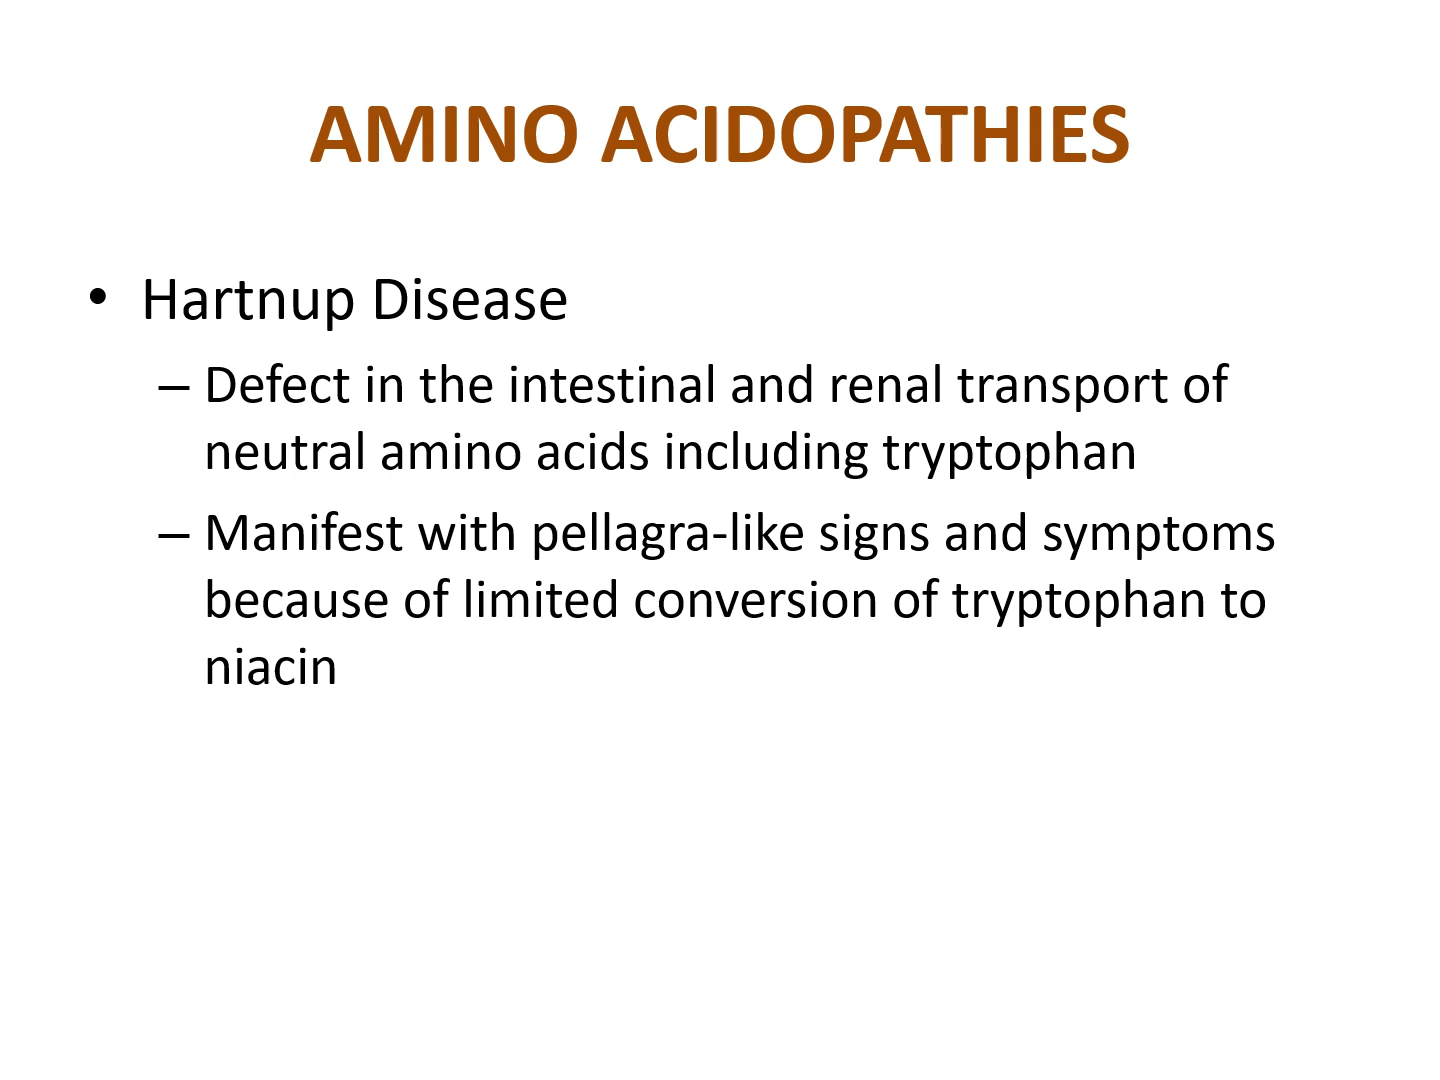 AMINO ACIDOPATHIES
• Hartnup Disease
– Defect in the intestinal and renal transport of
neutral amino acids including tryptophan
– Manifest with pellagra-like signs and symptoms
because of limited conversion of tryptophan to
niacin